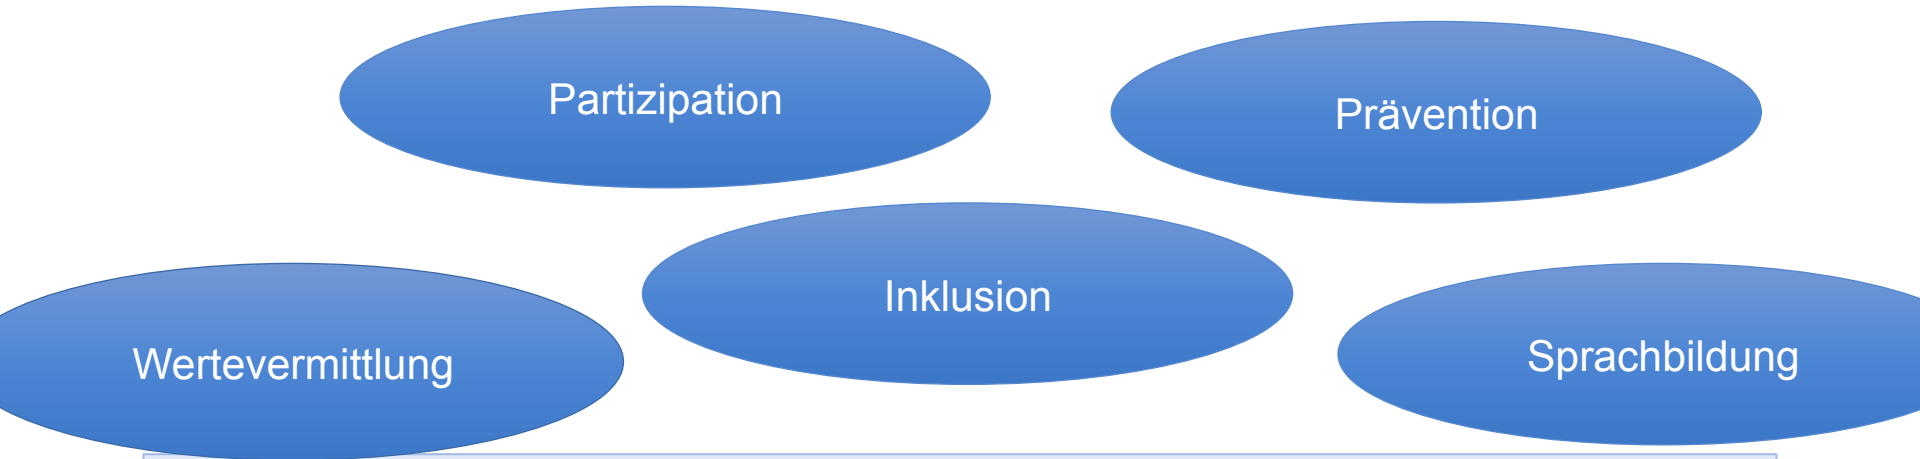 Partizipation
Prävention
Inklusion
Wertevermittlung
Sprachbildung